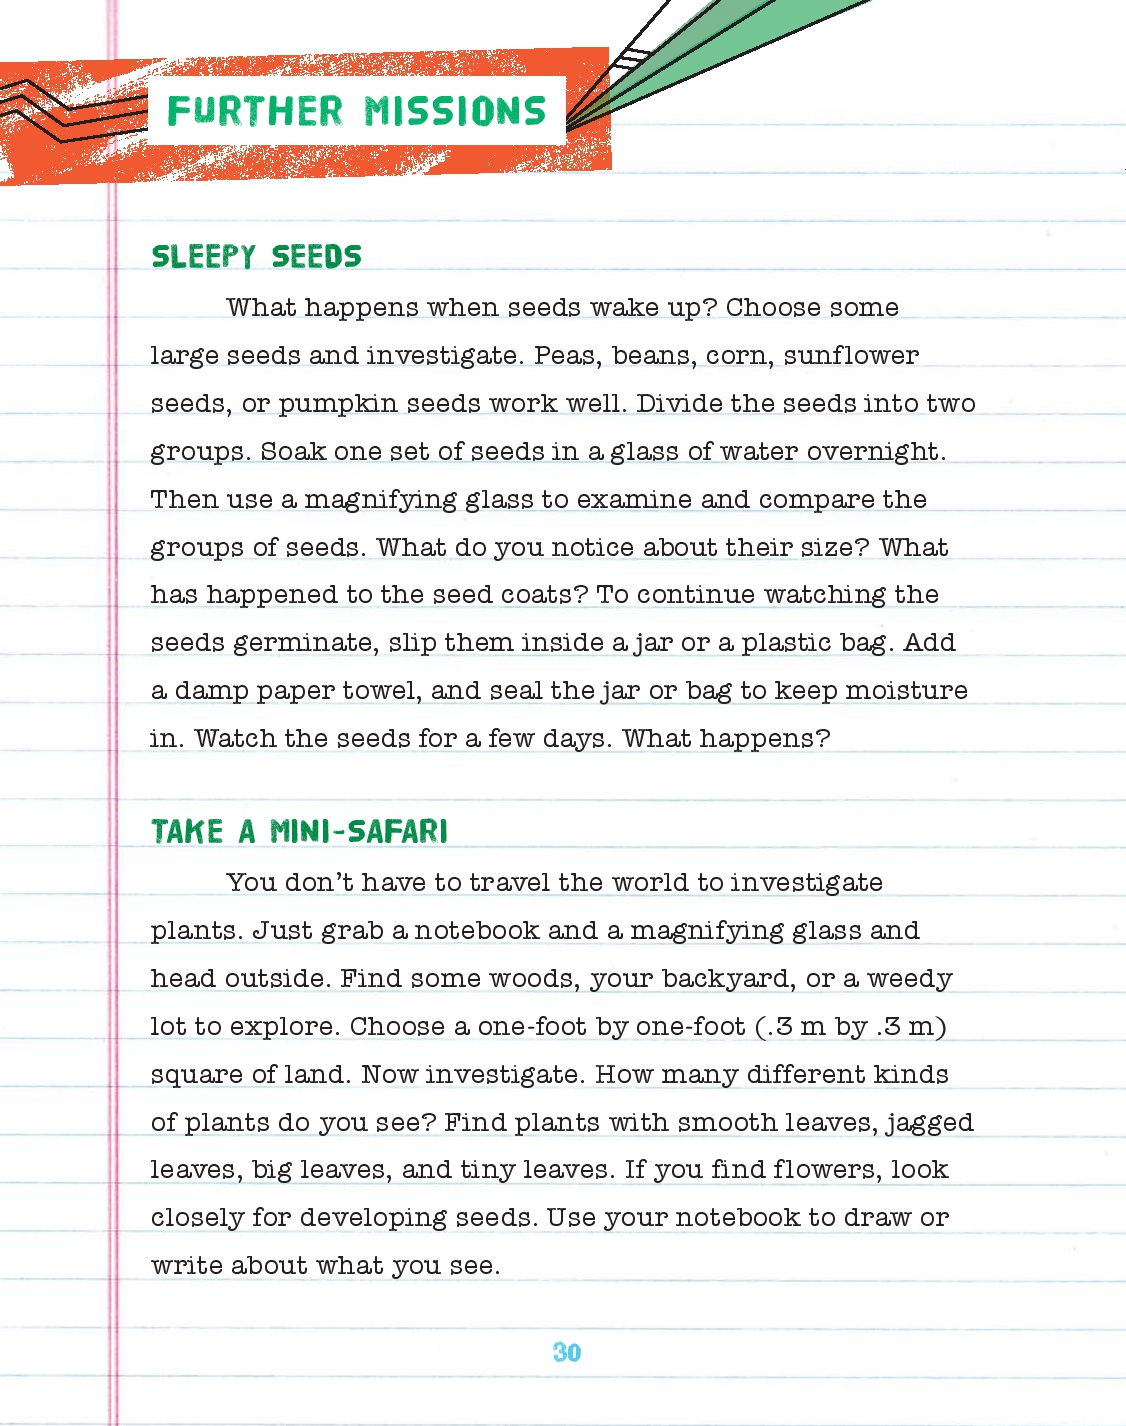 FURTHER MISSIONS
SLEEPY SEEDS
What happens when seeds wake up? Choose some
large seeds and investigate. Peas, beans, corn, sunflower
seeds, or pumpkin seeds work well. Divide the seeds into two
groups. Soak one set of seeds in a glass of water overnight.
Then use a magnifying glass to examine and compare the
groups of seeds. What do you notice about their size? What
has happened to the seed coats? To continue watching the
seeds germinate, slip them inside a jar or a plastic bag. Add
a damp paper towel, and seal the jar or bag to keep moisture
in. Watch the seeds for a few days. What happens?
TAKE A MINI-SAFARI
You don’t have to travel the world to investigate
plants. Just grab a notebook and a magnifying glass and
head outside. Find some woods, your backyard, or a weedy
lot to explore. Choose a one-foot by one-foot (.3 m by .3 m)
square of land. Now investigate. How many different kinds
of plants do you see? Find plants with smooth leaves, jagged
leaves, big leaves, and tiny leaves. If you find flowers, look
closely for developing seeds. Use your notebook to draw or
write about what you see.
30